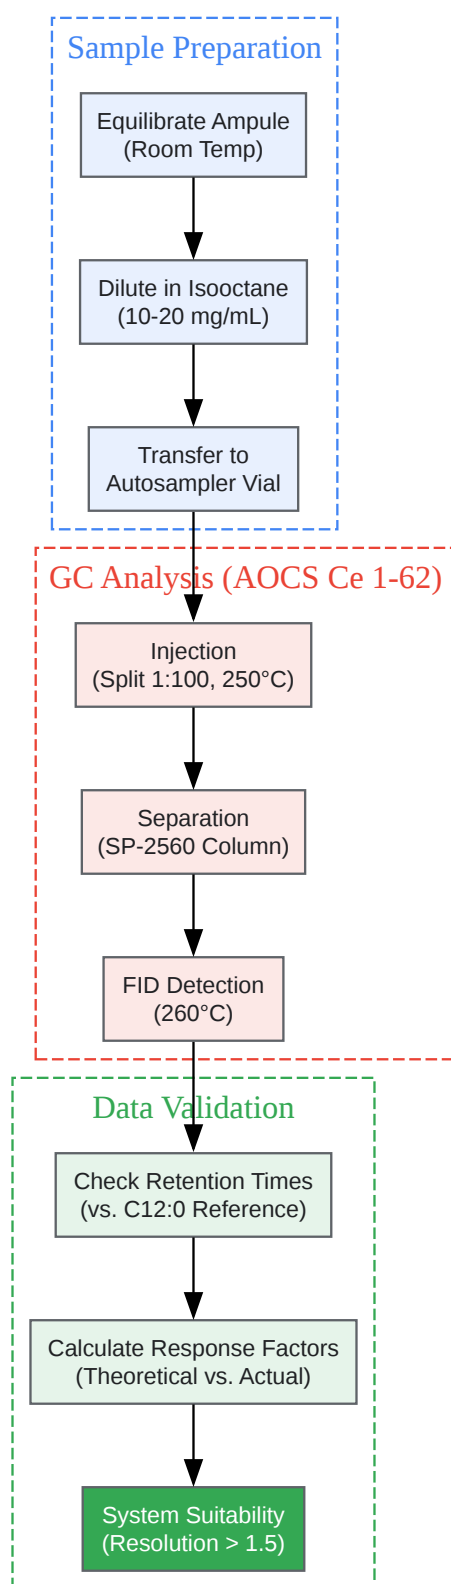 Sample Preparation
Equilibrate Ampule
(Room Temp)
Dilute in Isooctane
(10-20 mg/mL)
Transfer to
Autosampler Vial
GC Analysis (AOCS Ce 1-62)
Injection
(Split 1:100, 250°C)
Separation
(SP-2560 Column)
FID Detection
(260°C)
Data Validation
Check Retention Times
(vs. C12:0 Reference)
Calculate Response Factors
(Theoretical vs. Actual)
System Suitability
(Resolution > 1.5)